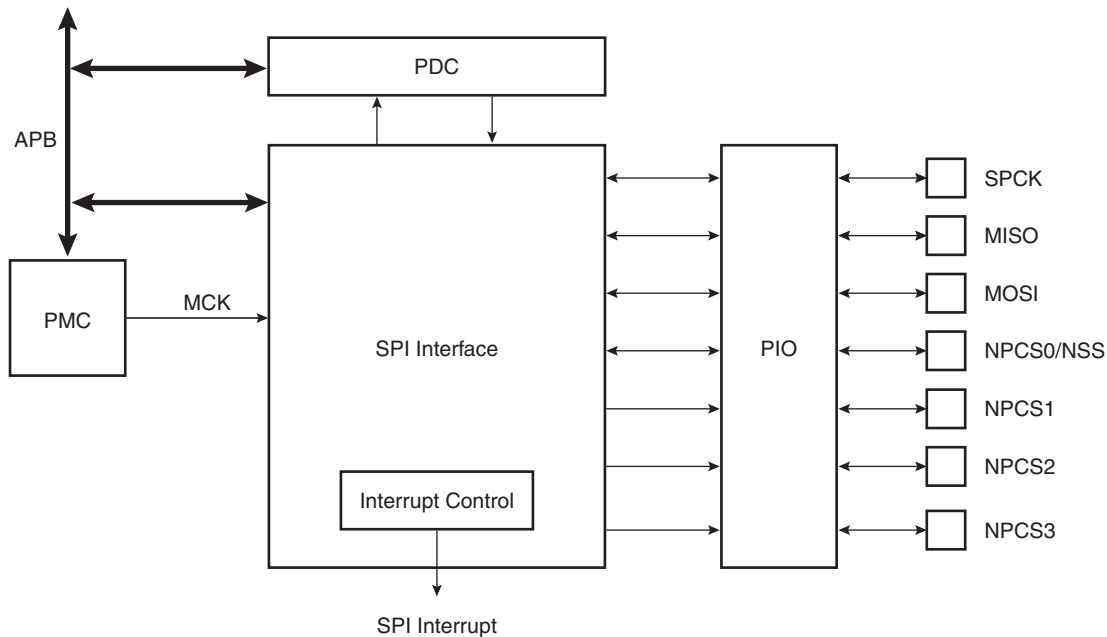 PDC
APB
SPCK
MISO
MOSI
MCK
PMC
SPI Interface
PIO
NPCS0/NSS
NPCS1
NPCS2
Interrupt Control
NPCS3
SPI Interrupt